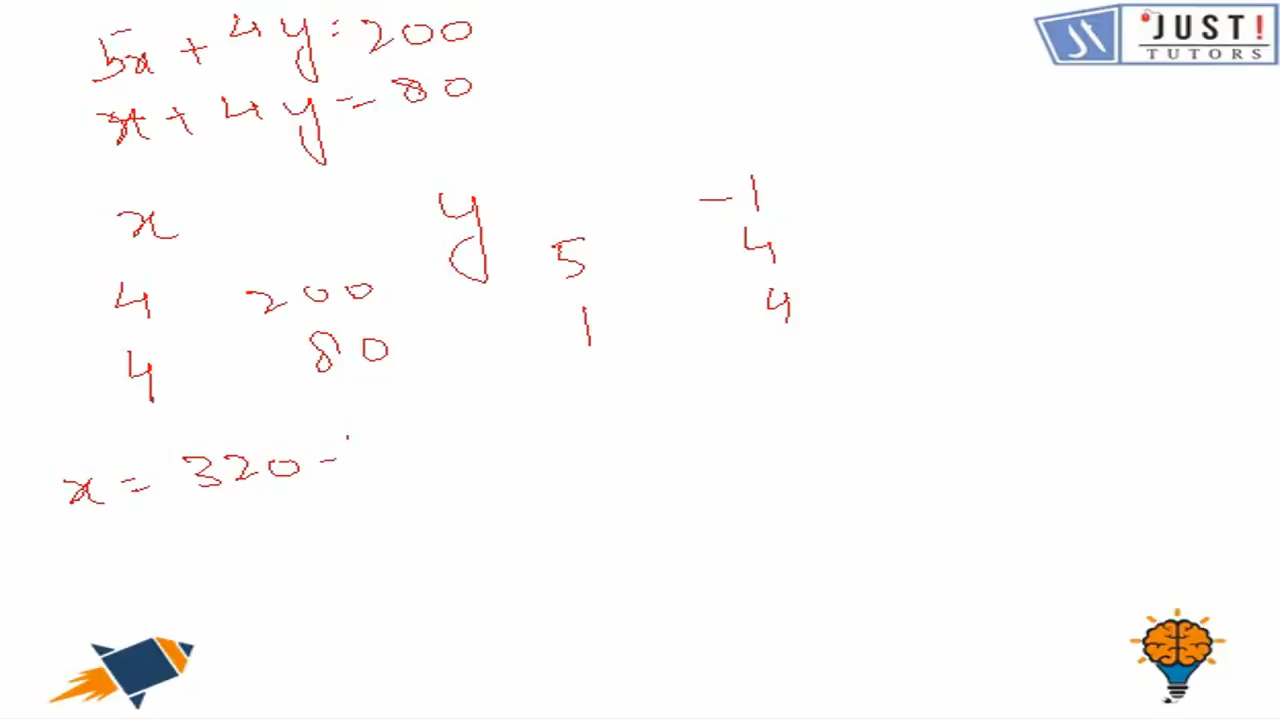 5x + 4y = 200
x + 4y = 80
x y -1
4 200 5 4
4 80 1 4
x = 320 -
JUST!
TUTORS